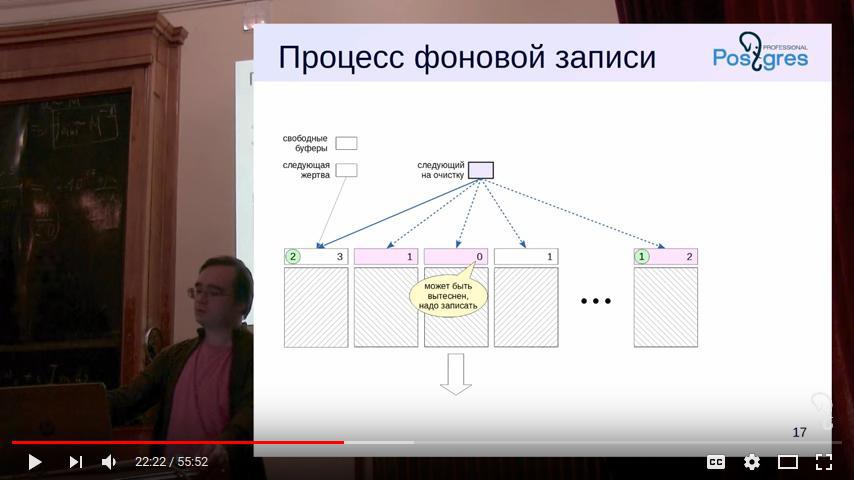 Процесс фоновой записи
PROFESSIONAL
Postgres
свободные
буферы
следующая
жертва
следующий
на очистку
2 3 1 0 1 1 2
может быть
вытеснен,
надо записать
17
22:22 / 55:52
CC